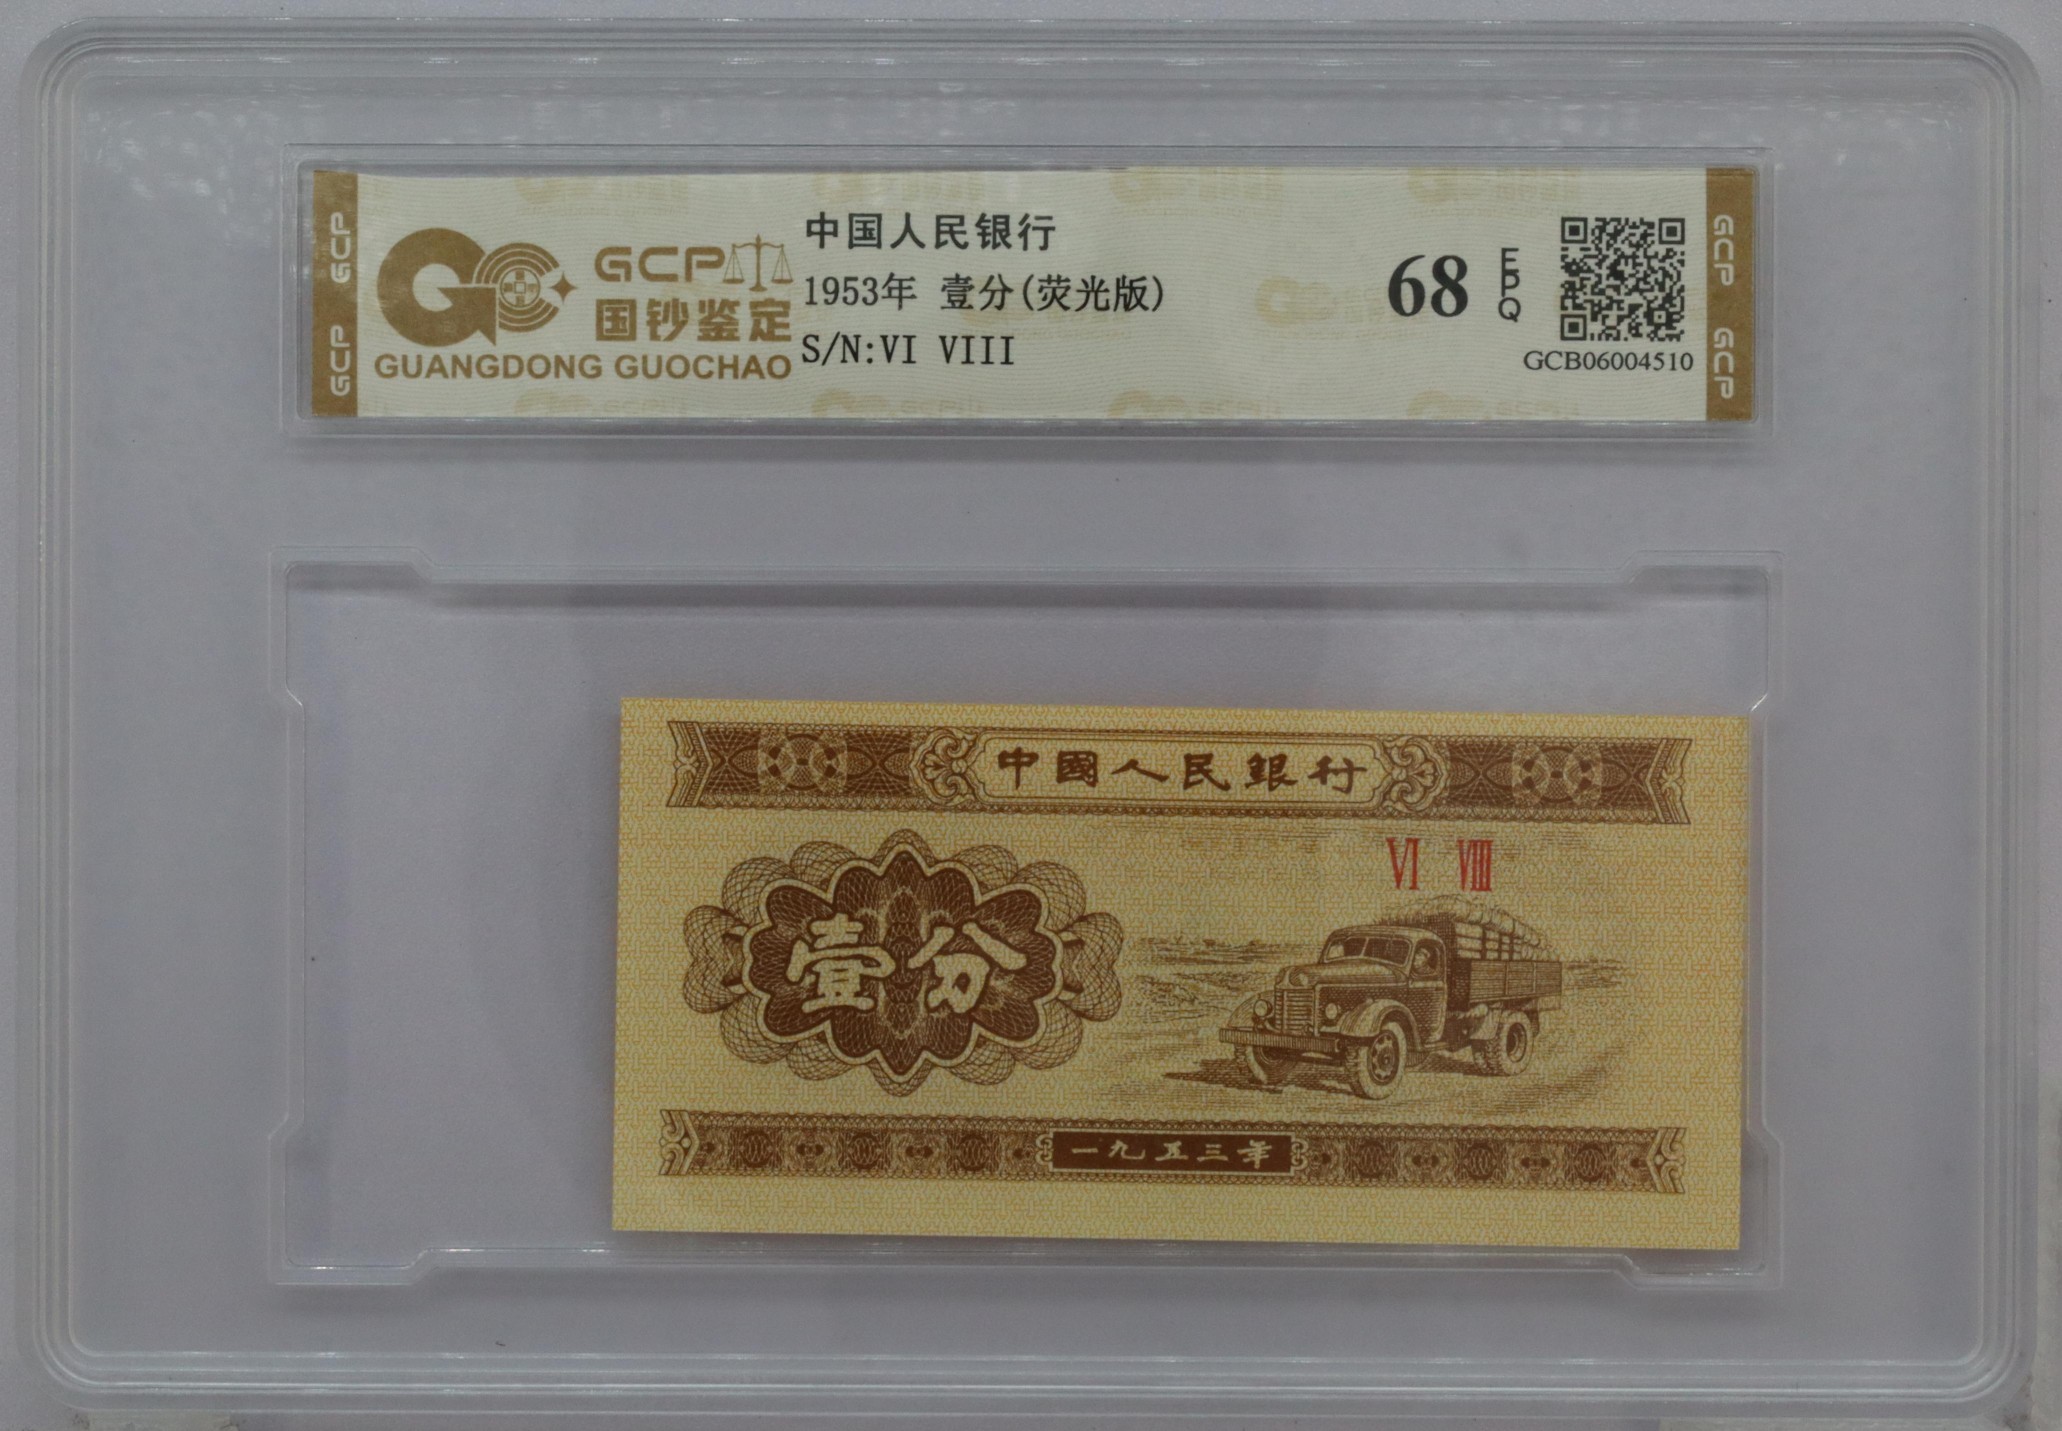 GCP
GCP
GCP
国钞鉴定
GUANGDONG GUOCHAO
中国人民银行
1953年 壹分(荧光版)
S/N:VI VIII
68
EPQ
GCB06004510
GCP
GCP
中國人民銀行
VI VIII
壹分
一九五三年